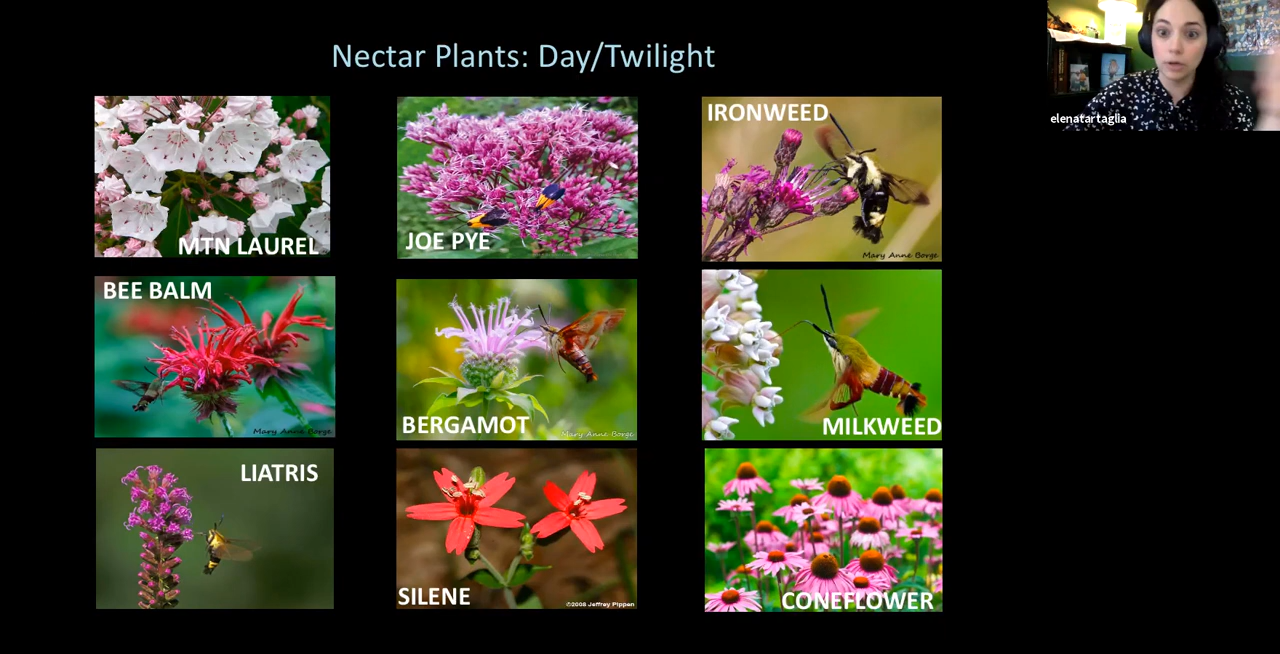 Nectar Plants: Day/Twilight
elenatartaglia
MTN LAUREL
JOE PYE
IRONWEED
Mary Anne Borge
BEE BALM
Mary Anne Borge
BERGAMOT
Mary Anne Borge
MILKWEED
LIATRIS
SILENE
©2008 Jeffrey Pippen
CONEFLOWER